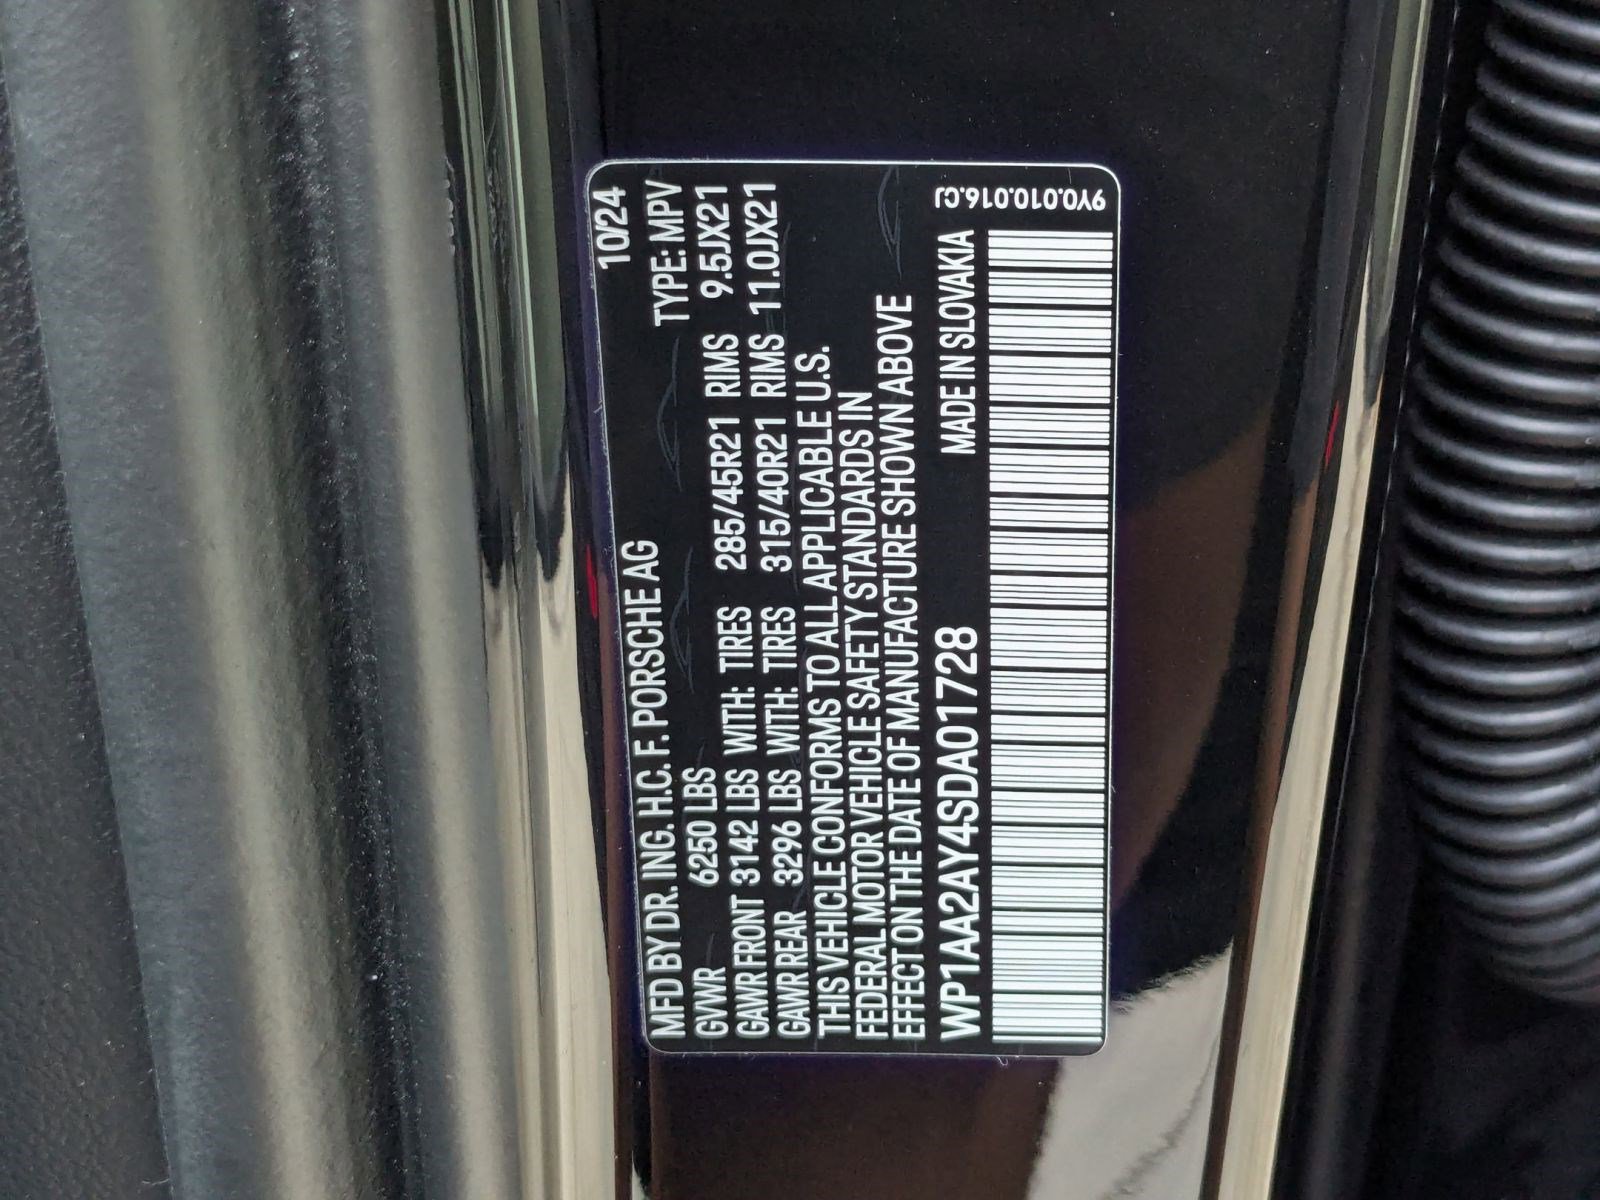 10/24
MFD BY DR. ING. H.C. F. PORSCHE AG TYPE: MPV
GVWR 6250 LBS
GAWR FRONT 3142 LBS WITH: TIRES 285/45R21 RIMS 9.5JX21
GAWR REAR 3296 LBS WITH: TIRES 315/40R21 RIMS 11.0JX21
THIS VEHICLE CONFORMS TO ALL APPLICABLE U.S.
FEDERAL MOTOR VEHICLE SAFETY STANDARDS IN
EFFECT ON THE DATE OF MANUFACTURE SHOWN ABOVE
WP1AA2AY4SDA01728 MADE IN SLOVAKIA
9Y0.010.016.CJ